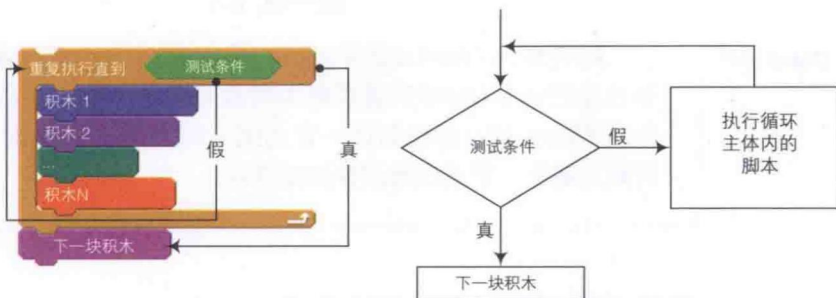 重复执行直到
测试条件
积木 1
积木 2
...
积木N
下一块积木
假
真
测试条件
假
执行循环
主体内的
脚本
真
下一块积木